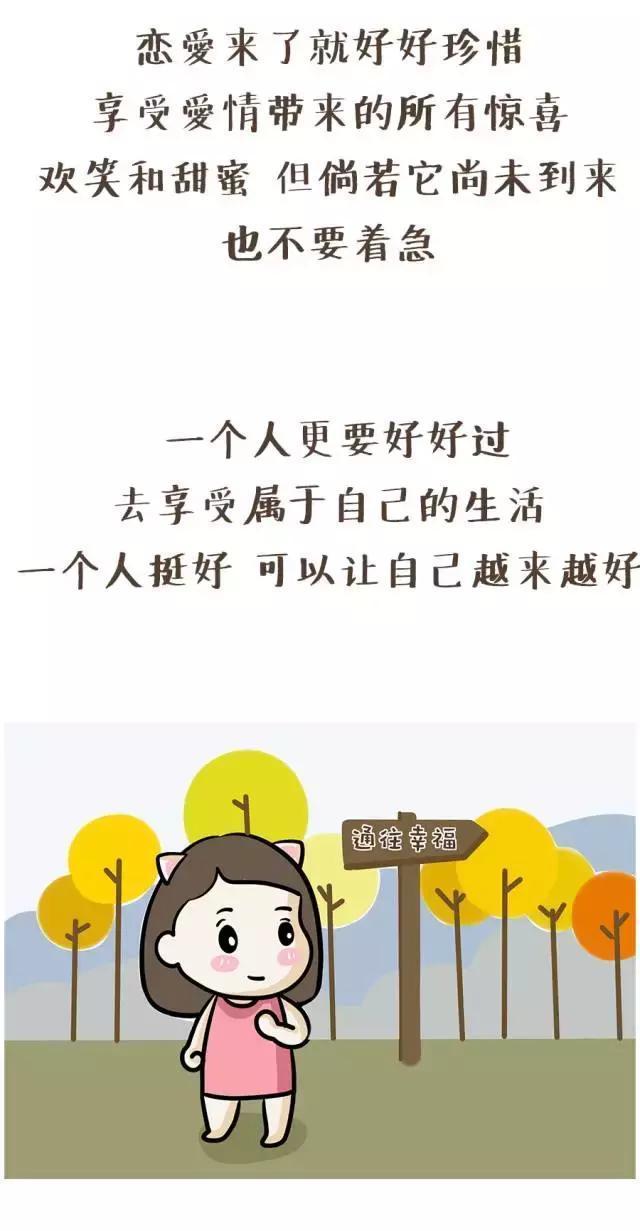 恋愛来了就好好珍惜
享受愛情带来的所有惊喜
欢笑和甜蜜 但倘若它尚未到来
也不要着急
一个人更要好好过
去享受属于自己的生活
一个人挺好 可以让自己越来越好
通往幸福